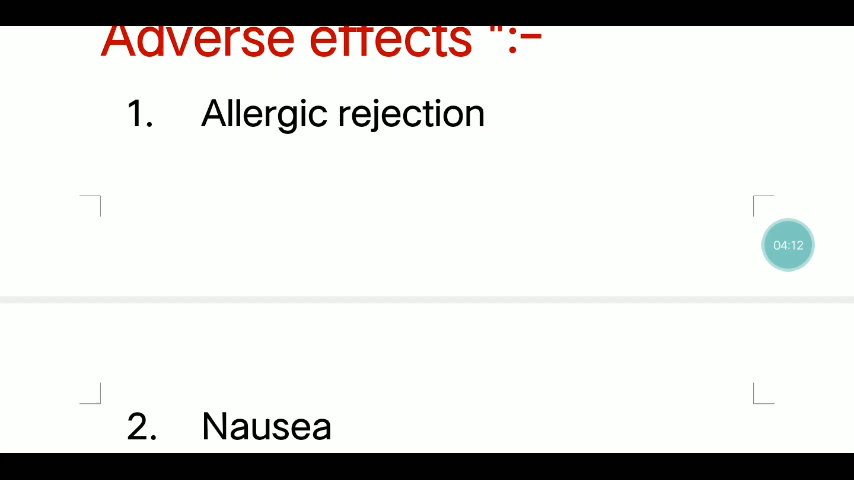 Adverse effects ":-
1. Allergic rejection
04:12
2. Nausea